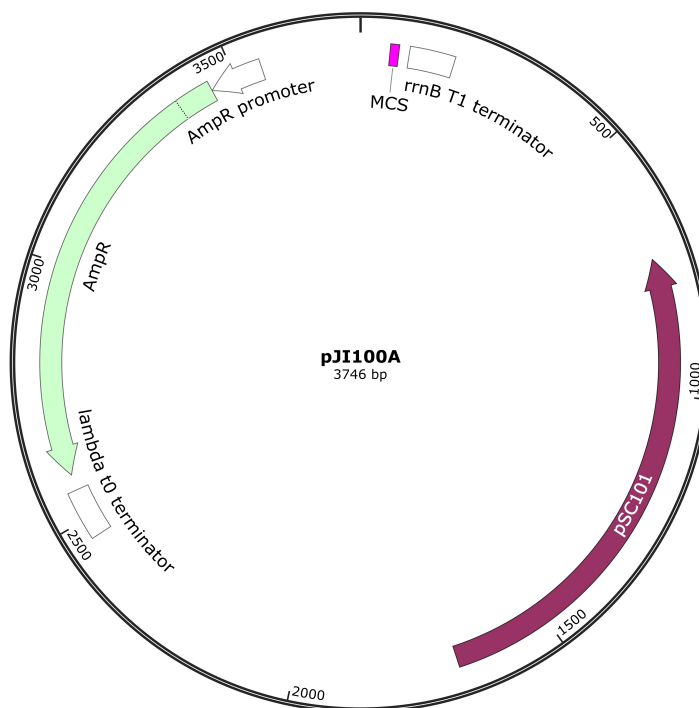 MCS
rrnB T1 terminator
500
1000
pSC101
1500
2000
2500
lambda t0 terminator
AmpR
3000
3500
AmpR promoter
pJI100A
3746 bp